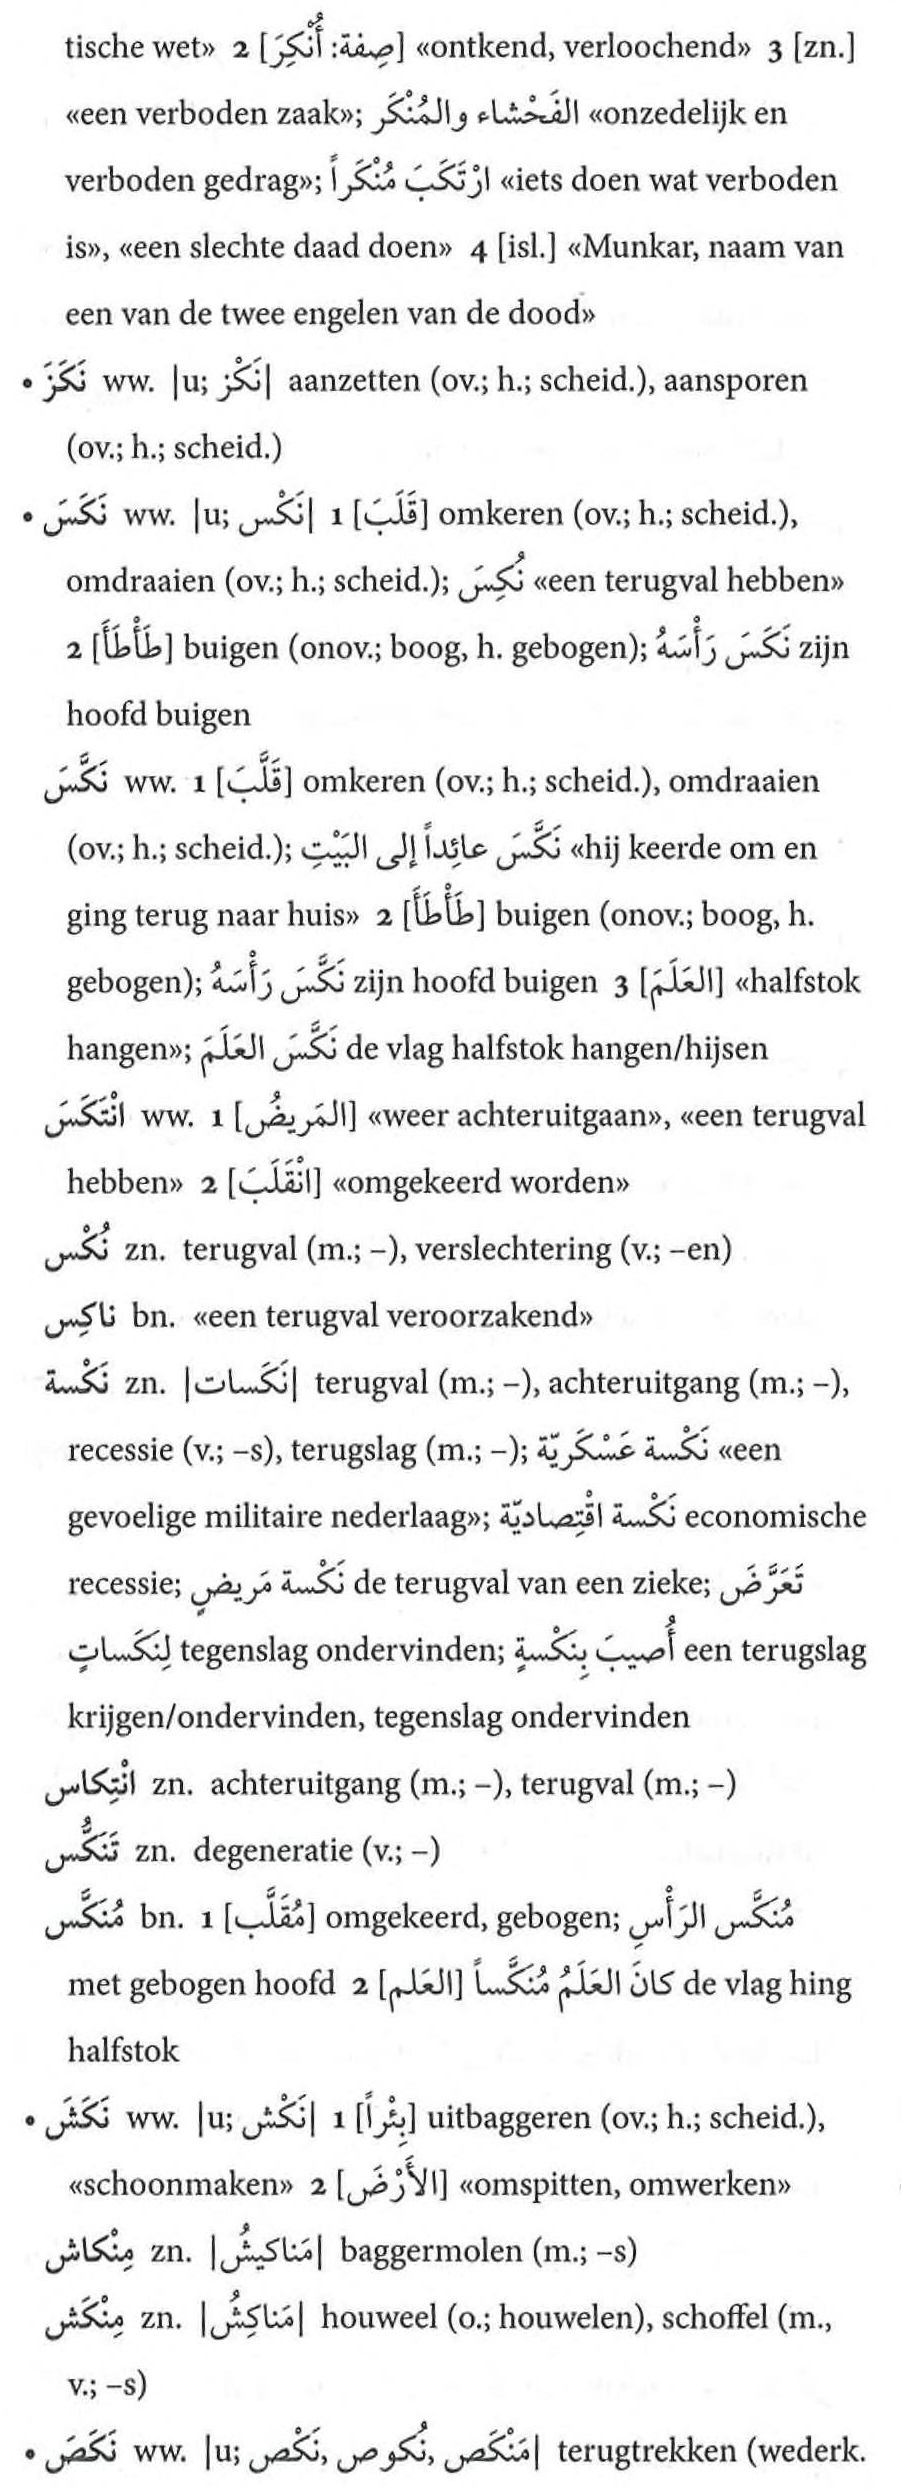 tische wet» 2 [صِفة: أُنْكِرَ] «ontkend, verloochend» 3 [zn.]
«een verboden zaak»; الفَحْشاء والمُنْكَر «onzedelijk en
verboden gedrag»; ارْتَكَبَ مُنْكَراً «iets doen wat verboden
is», «een slechte daad doen» 4 [isl.] «Munkar, naam van
een van de twee engelen van de dood»
• نَكَزَ ww. |u; نَكْز| aanzetten (ov.; h.; scheid.), aansporen
(ov.; h.; scheid.)
• نَكَسَ ww. |u; نَكْس| 1 [قَلَبَ] omkeren (ov.; h.; scheid.),
omdraaien (ov.; h.; scheid.); نُكِسَ «een terugval hebben»
2 [طَأْطَأَ] buigen (onov.; boog, h. gebogen); نَكَسَ رَأْسَهُ zijn
hoofd buigen
نَكَّسَ ww. 1 [قَلَّبَ] omkeren (ov.; h.; scheid.), omdraaien
(ov.; h.; scheid.); نَكَّسَ عائِداً إلى البَيْتِ «hij keerde om en
ging terug naar huis» 2 [طَأْطَأَ] buigen (onov.; boog, h.
gebogen); نَكَّسَ رَأْسَهُ zijn hoofd buigen 3 [العَلَمَ] «halfstok
hangen»; نَكَّسَ العَلَمَ de vlag halfstok hangen/hijsen
انْتَكَسَ ww. 1 [المَريضُ] «weer achteruitgaan», «een terugval
hebben» 2 [انْقَلَبَ] «omgekeerd worden»
نُكْس zn. terugval (m.; –), verslechtering (v.; –en)
ناكِس bn. «een terugval veroorzakend»
نَكْسة zn. |نَكَسات| terugval (m.; –), achteruitgang (m.; –),
recessie (v.; –s), terugslag (m.; –); نَكْسة عَسْكَريّة «een
gevoelige militaire nederlaag»; نَكْسة اقْتِصاديّة economische
recessie; نَكْسة مَريضٍ de terugval van een zieke; تَعَرَّضَ
لِنَكَساتٍ tegenslag ondervinden; أُصيبَ بِنَكْسةٍ een terugslag
krijgen/ondervinden, tegenslag ondervinden
انْتِكاس zn. achteruitgang (m.; –), terugval (m.; –)
تَنَكُّس zn. degeneratie (v.; –)
مُنَكَّس bn. 1 [مُقَلَّب] omgekeerd, gebogen; مُنَكَّس الرَأْسِ
met gebogen hoofd 2 [العَلم] كانَ العَلَمُ مُنَكَّساً de vlag hing
halfstok
• نَكَشَ ww. |u; نَكْش| 1 [بِئْراً] uitbaggeren (ov.; h.; scheid.),
«schoonmaken» 2 [الأَرْضَ] «omspitten, omwerken»
مِنْكاش zn. |مَناكيشُ| baggermolen (m.; –s)
مِنْكَش zn. |مَناكِشُ| houweel (o.; houwelen), schoffel (m.,
v.; –s)
• نَكَصَ ww. |u; نَكْص, نُكوص, مَنْكَص| terugtrekken (wederk.